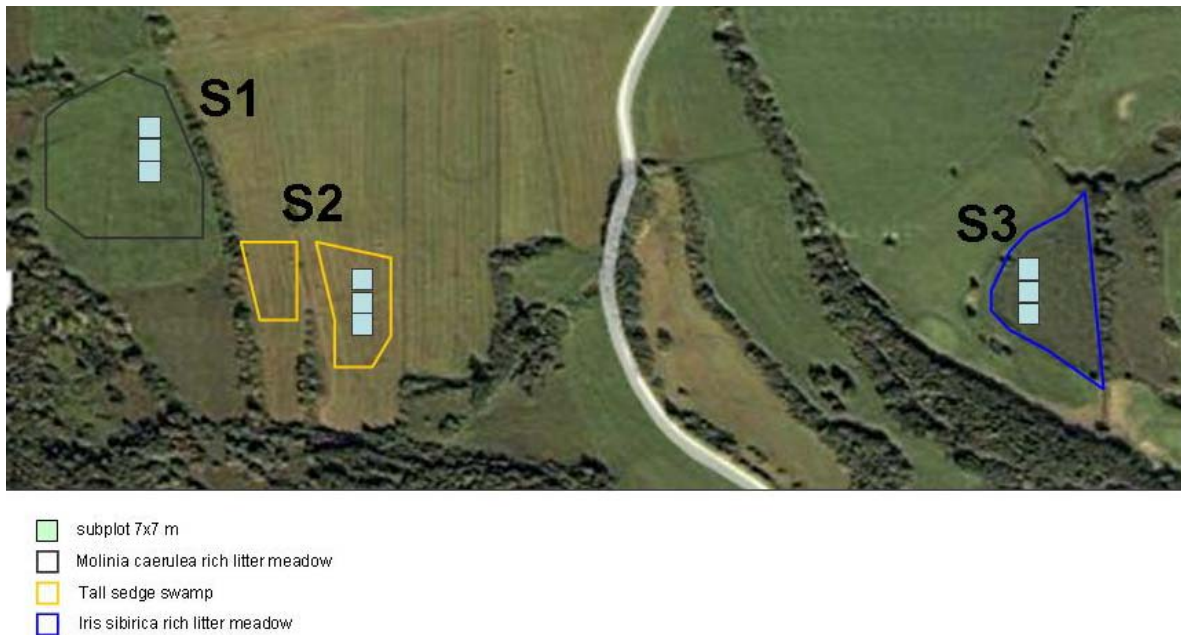 S1
S2
S3
subplot 7x7 m
Molinia caerulea rich litter meadow
Tall sedge swamp
Iris sibirica rich litter meadow